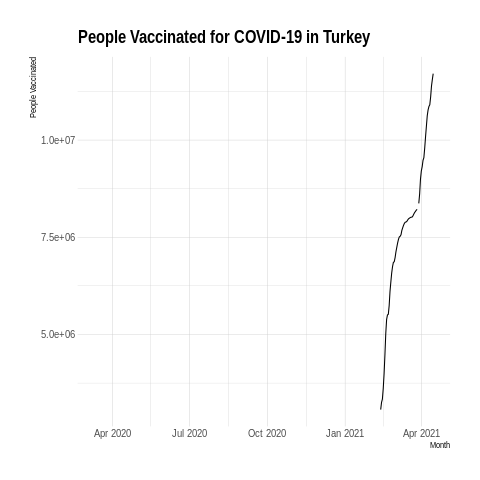 People Vaccinated for COVID-19 in Turkey
People Vaccinated
1.0e+07
7.5e+06
5.0e+06
Apr 2020 Jul 2020 Oct 2020 Jan 2021 Apr 2021
Month